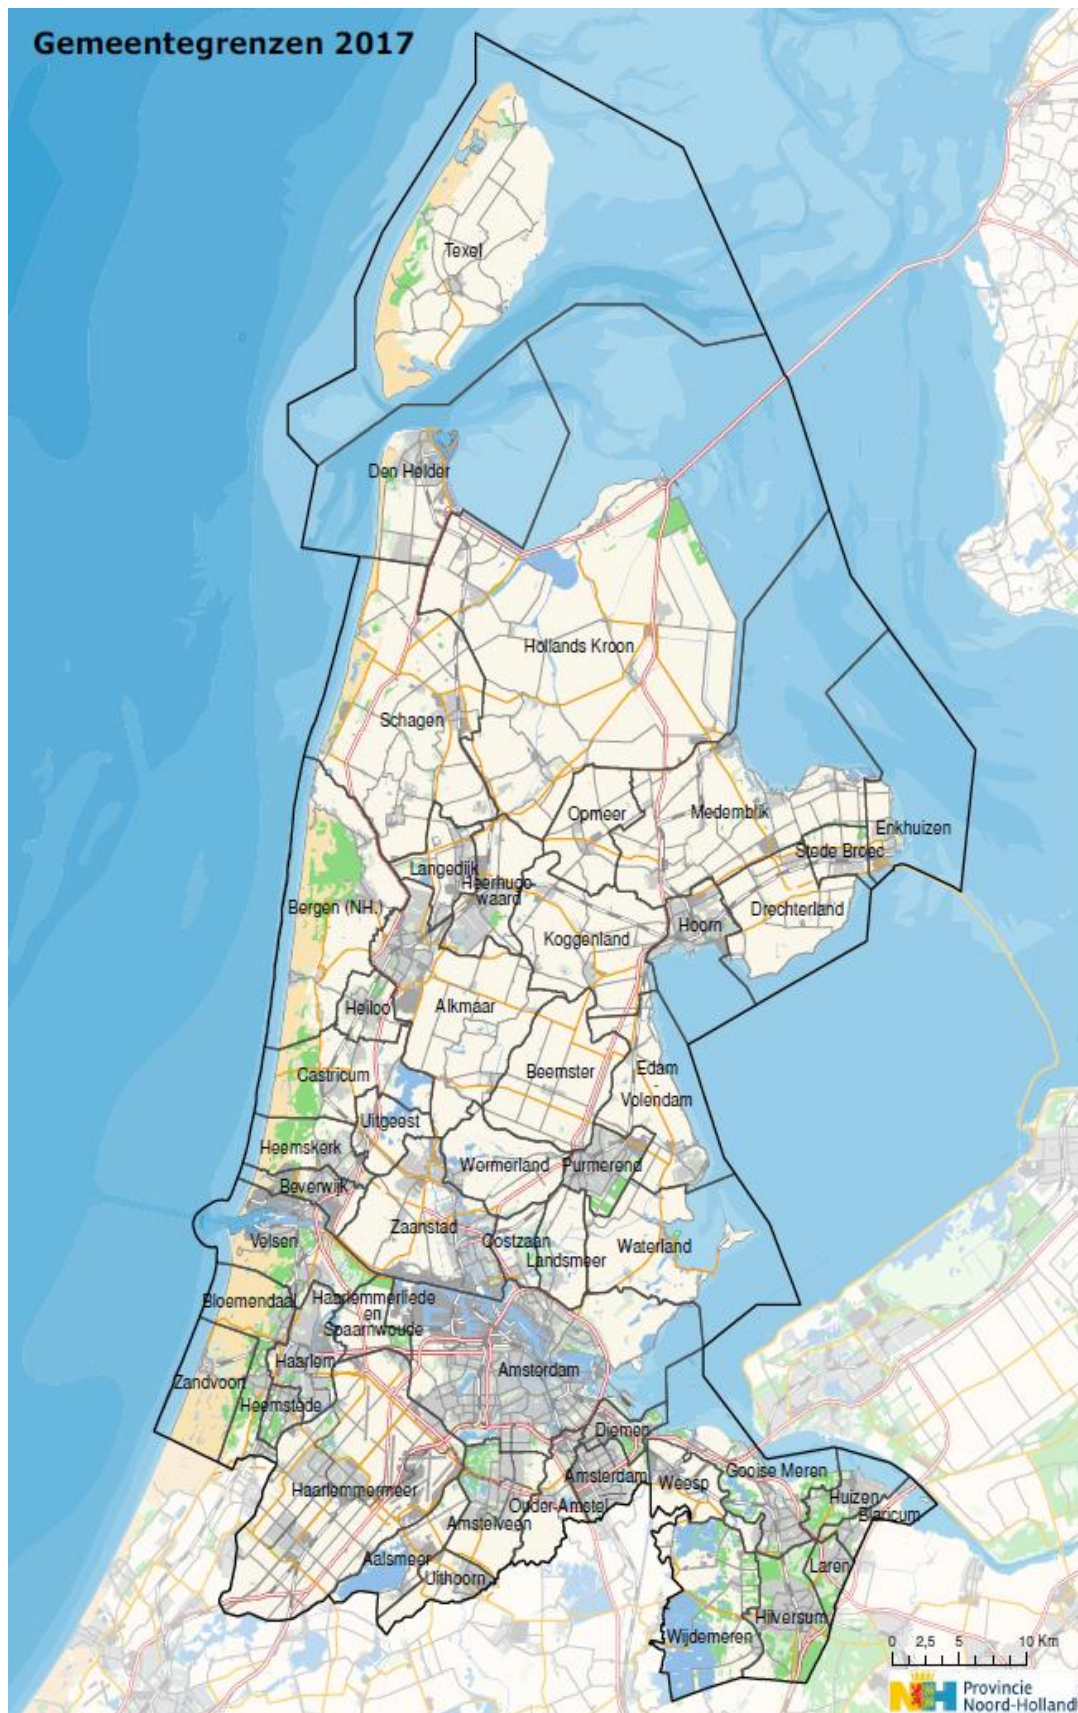 Gemeentegrenzen 2017
Texel
Den Helder
Hollands Kroon
Schagen
Opmeer
Medemblik
Enkhuizen
Stede Broec
Langedijk
Heerhugo-
waard
Bergen (NH.)
Drechterland
Hoorn
Koggenland
Heiloo
Alkmaar
Castricum
Beemster
Edam
Volendam
Uitgeest
Heemskerk
Wormerland
Purmerend
Beverwijk
Zaanstad
Velsen
Oostzaan
Landsmeer
Waterland
Bloemendaal
Haarlemmerliede
en
Spaarnwoude
Haarlem
Amsterdam
Zandvoort
Heemstede
Diemen
Haarlemmermeer
Amsterdam
Weesp
Gooise Meren
Huizen
Blaricum
Ouder-Amstel
Amstelveen
Aalsmeer
Uithoorn
Laren
Hilversum
Wijdemeren
0 2,5 5 10 Km
Provincie
Noord-Holland